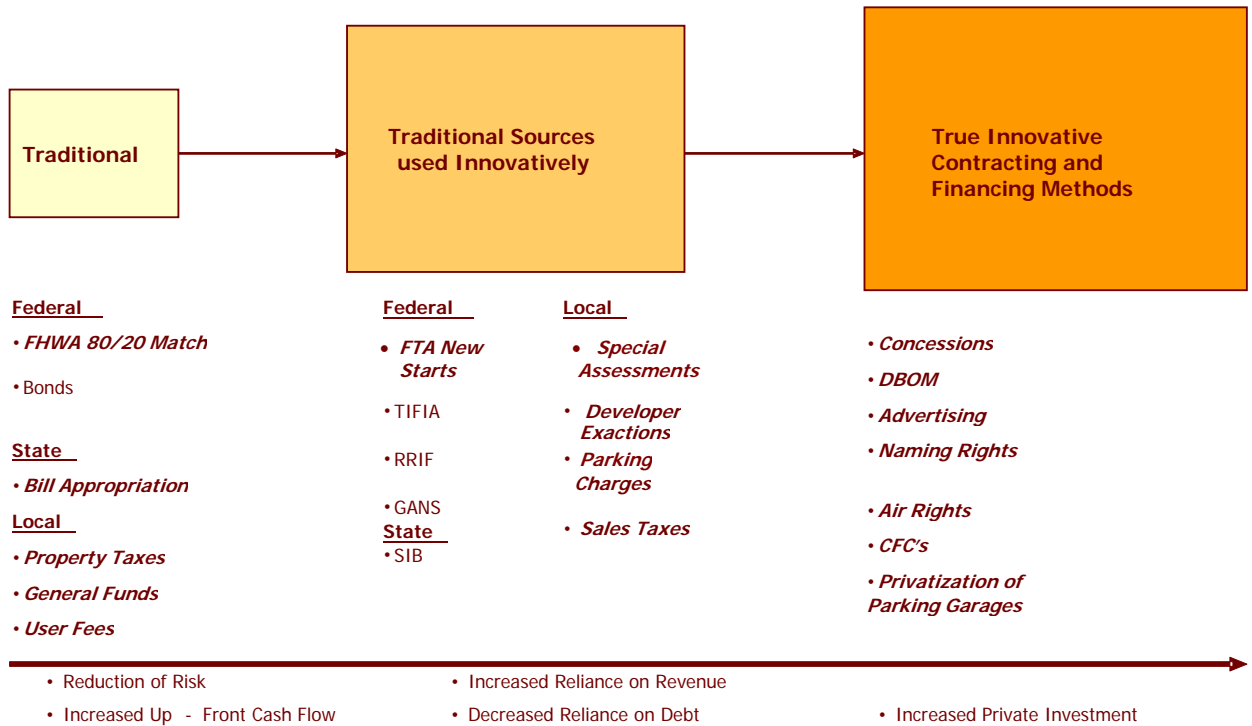 Traditional
Traditional Sources
used Innovatively
True Innovative
Contracting and
Financing Methods
Federal
• FHWA 80/20 Match
• Bonds
State
• Bill Appropriation
Local
• Property Taxes
• General Funds
• User Fees
Federal
• FTA New
Starts
• TIFIA
• RRIF
• GANS
State
• SIB
Local
• Special
Assessments
• Developer
Exactions
• Parking
Charges
• Sales Taxes
• Concessions
• DBOM
• Advertising
• Naming Rights
• Air Rights
• CFC's
• Privatization of
Parking Garages
• Reduction of Risk
• Increased Up - Front Cash Flow
• Increased Reliance on Revenue
• Decreased Reliance on Debt
• Increased Private Investment